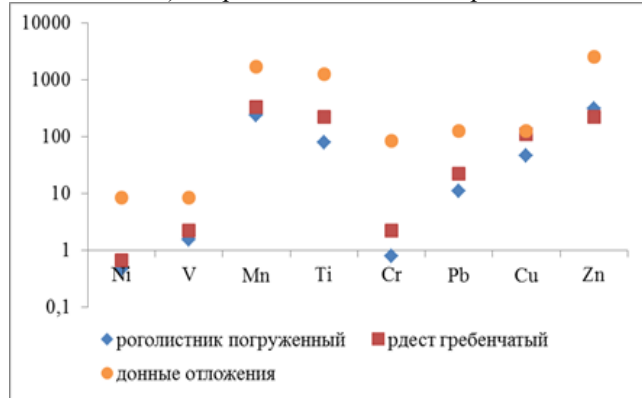 10000
1000
100
10
1
0,1
Ni V Mn Ti Cr Pb Cu Zn
роголистник погруженный рдест гребенчатый
донные отложения